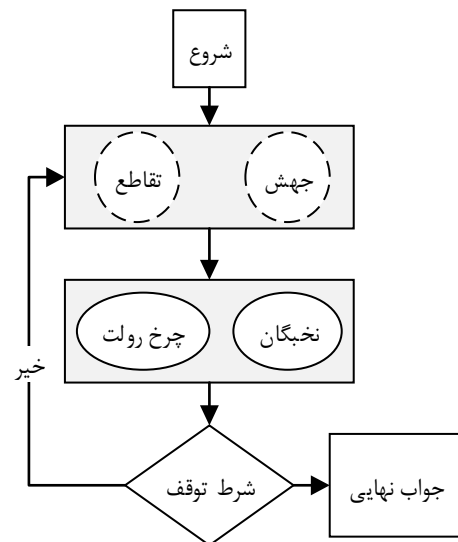 شروع
جهش
تقاطع
نخبگان
چرخ رولت
خیر
شرط توقف
جواب نهایی